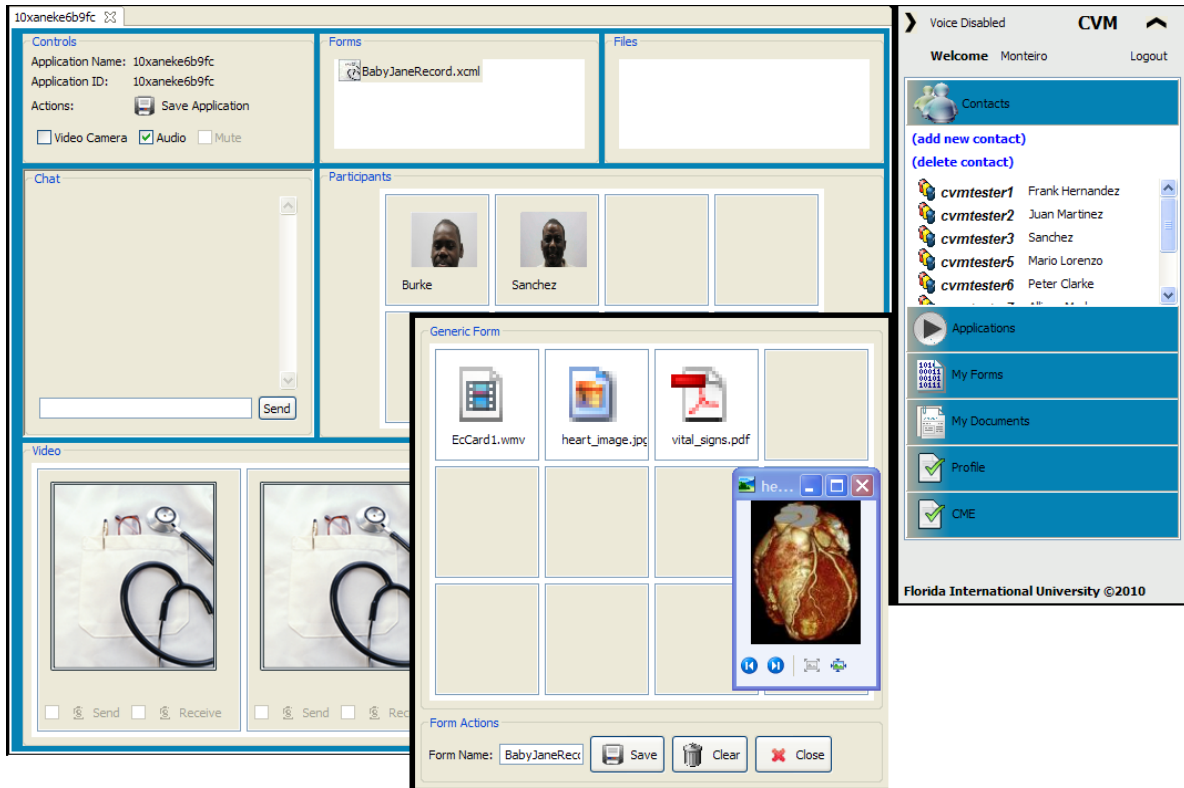 10xaneke6b9fc
Controls
Application Name: 10xaneke6b9fc
Application ID: 10xaneke6b9fc
Actions: Save Application
Video Camera Audio Mute
Forms
BabyJaneRecord.xcml
Files
Chat
Send
Participants
Burke
Sanchez
Video
Send Receive
Send Rec
Generic Form
EcCard1.wmv
heart_image.jpg
vital_signs.pdf
he...
Form Actions
Form Name: BabyJaneRec
Save
Clear
Close
Voice Disabled CVM
Welcome Monteiro Logout
Contacts
(add new contact)
(delete contact)
cvmtester1 Frank Hernandez
cvmtester2 Juan Martinez
cvmtester3 Sanchez
cvmtester5 Mario Lorenzo
cvmtester6 Peter Clarke
Applications
My Forms
My Documents
Profile
CME
Florida International University ©2010